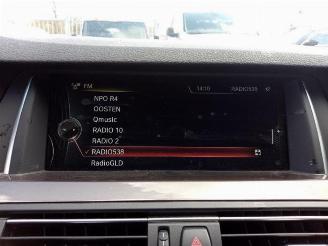 FM 14:10 RADIO538
NPO R4
OOSTEN
Qmusic
RADIO 10
RADIO 2
RADIO538
RadioGLD